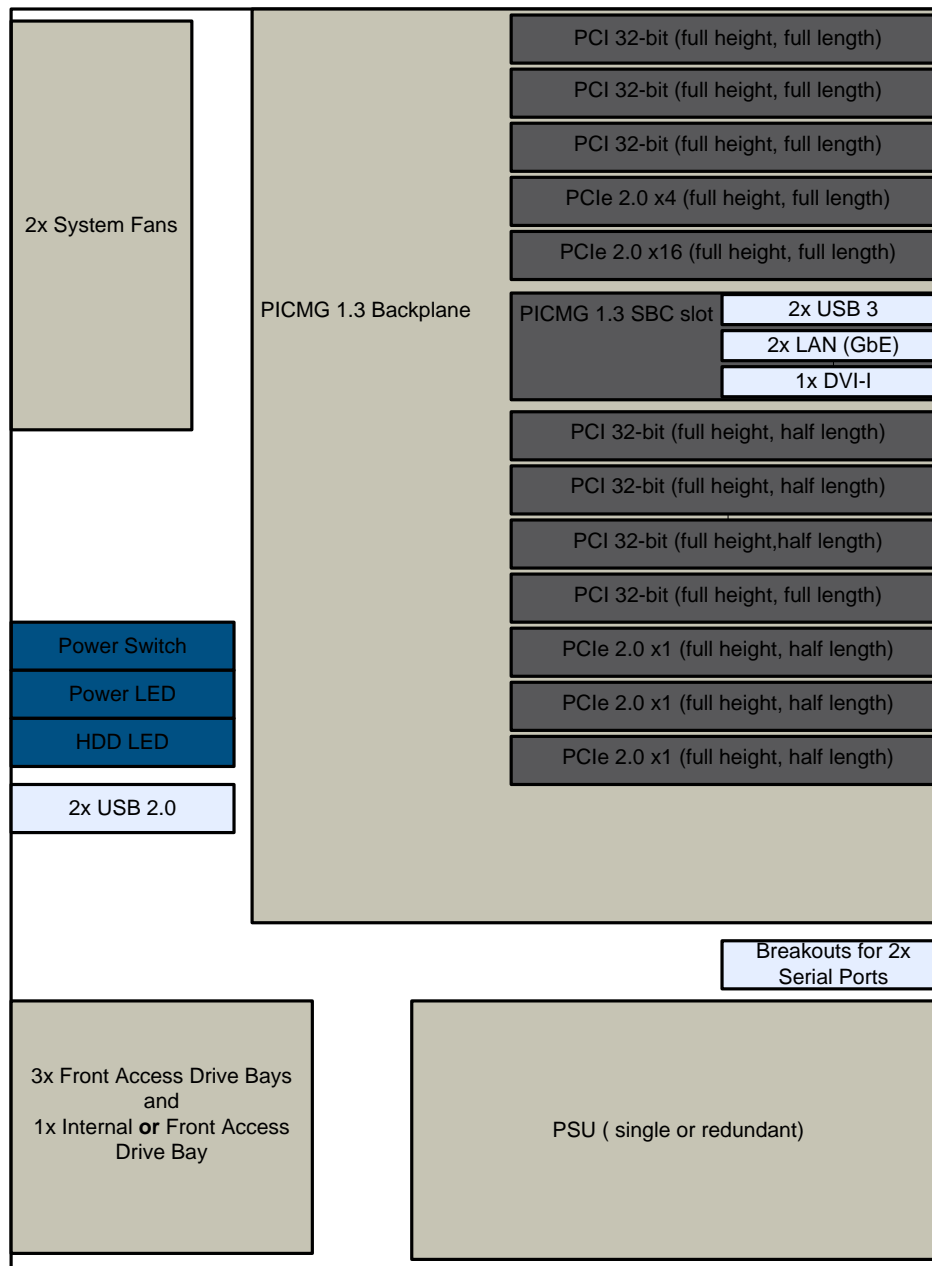 PCI 32-bit (full height, full length)
PCI 32-bit (full height, full length)
PCI 32-bit (full height, full length)
PCIe 2.0 x4 (full height, full length)
2x System Fans
PCIe 2.0 x16 (full height, full length)
PICMG 1.3 Backplane
PICMG 1.3 SBC slot
2x USB 3
2x LAN (GbE)
1x DVI-I
PCI 32-bit (full height, half length)
PCI 32-bit (full height, half length)
PCI 32-bit (full height,half length)
PCI 32-bit (full height, full length)
Power Switch
PCIe 2.0 x1 (full height, half length)
Power LED
PCIe 2.0 x1 (full height, half length)
HDD LED
PCIe 2.0 x1 (full height, half length)
2x USB 2.0
Breakouts for 2x
Serial Ports
3x Front Access Drive Bays
and
1x Internal or Front Access
Drive Bay
PSU ( single or redundant)